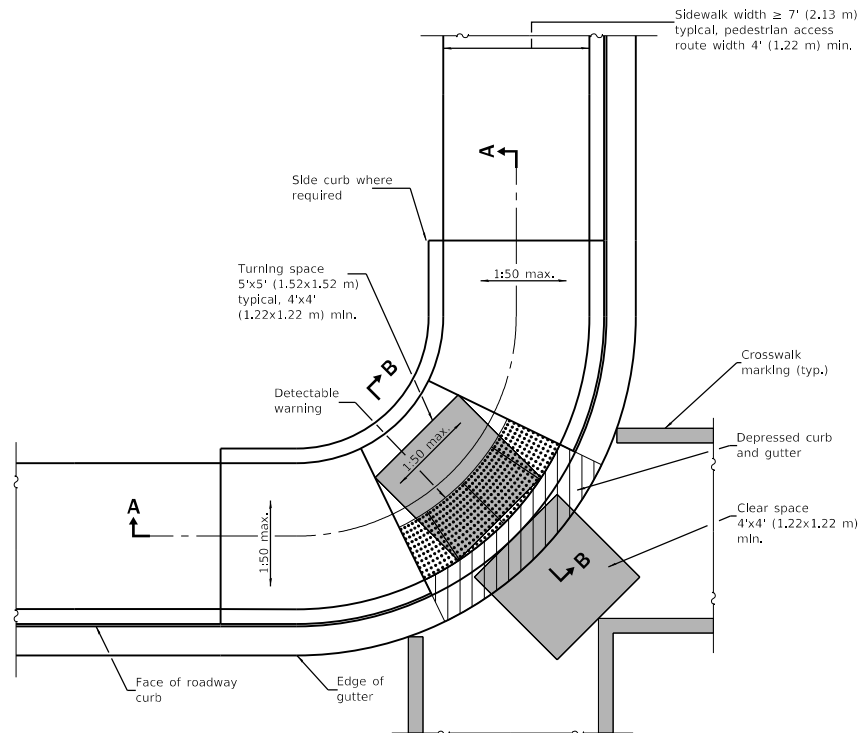 Sidewalk width ≥ 7' (2.13 m)
typical, pedestrian access
route width 4' (1.22 m) min.
A
Side curb where
required
1:50 max.
Turning space
5'x5' (1.52x1.52 m)
typical, 4'x4'
(1.22x1.22 m) min.
B
Detectable
warning
Crosswalk
marking (typ.)
1:50 max.
Depressed curb
and gutter
A
1:50 max.
Clear space
4'x4' (1.22x1.22 m)
min.
B
Face of roadway
curb
Edge of
gutter